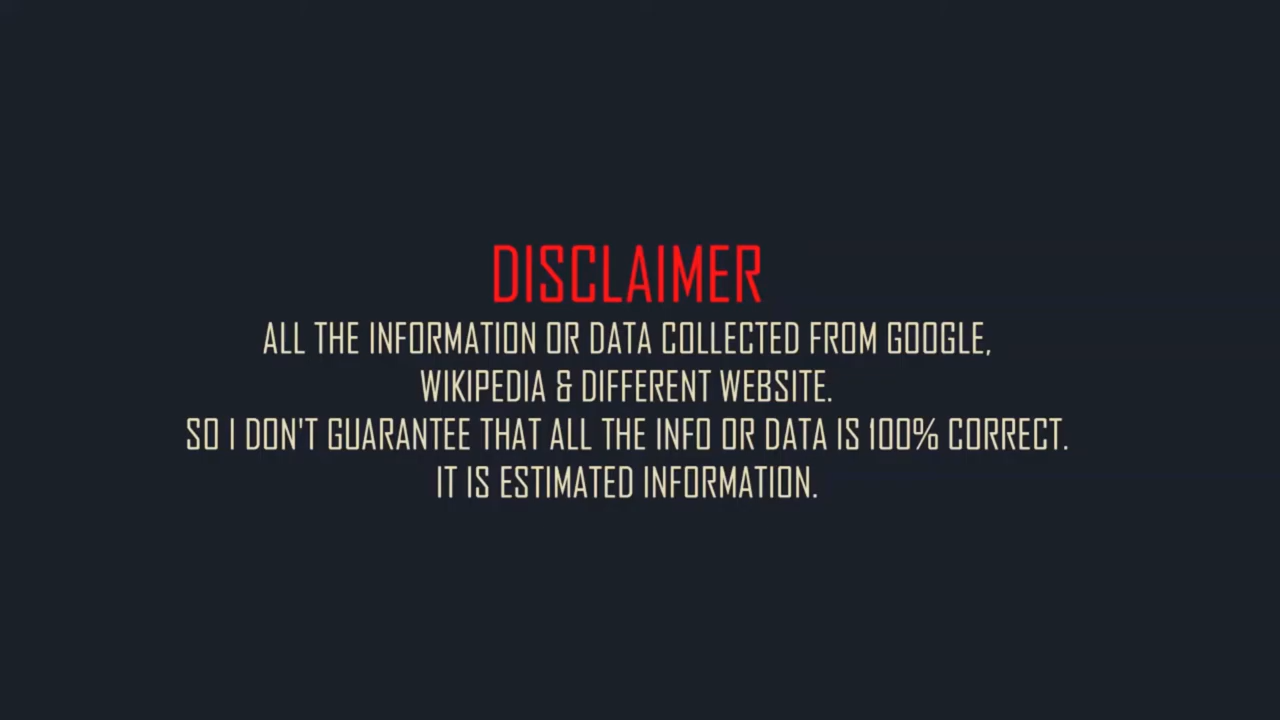 DISCLAIMER
ALL THE INFORMATION OR DATA COLLECTED FROM GOOGLE,
WIKIPEDIA & DIFFERENT WEBSITE.
SO I DON'T GUARANTEE THAT ALL THE INFO OR DATA IS 100% CORRECT.
IT IS ESTIMATED INFORMATION.